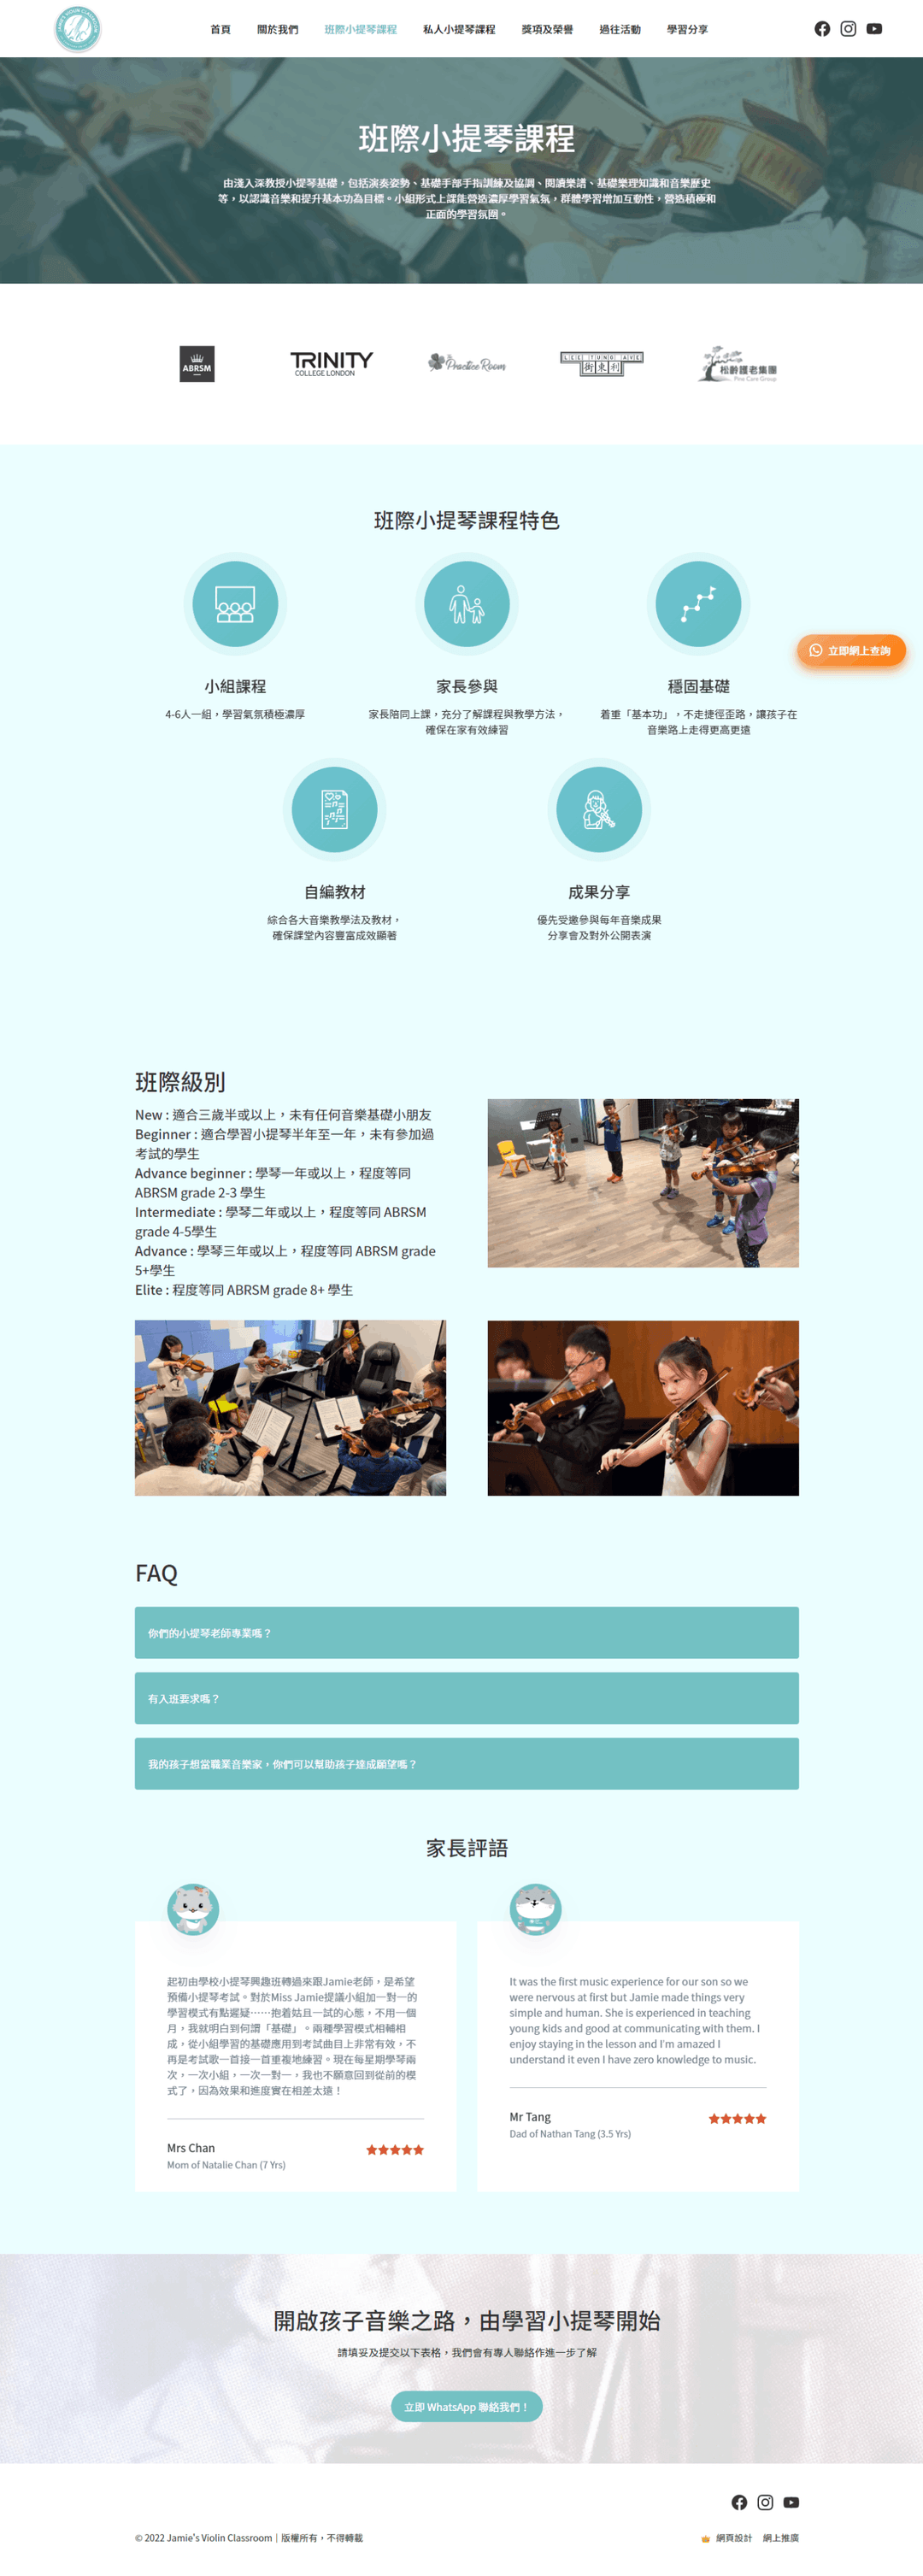 JAMIE'S VIOLIN CLASSROOM
首頁 關於我們 班際小提琴課程 私人小提琴課程 獎項及榮譽 過往活動 學習分享
班際小提琴課程
由淺入深教授小提琴基礎，包括演奏姿勢、基礎手部手指訓練及協調、閱讀樂譜、基礎樂理知識和音樂歷史
等，以認識音樂和提升基本功為目標。小組形式上課能營造濃厚學習氣氛，群體學習增加互動性，營造積極和
正面的學習氛圍。
ABRSM
TRINITY
COLLEGE LONDON
Practice Room
LEE TUNG AVE
街東利
松齡護老集團
Pine Care Group
班際小提琴課程特色
立即網上查詢
小組課程
4-6人一組，學習氣氛積極濃厚
家長參與
家長陪同上課，充分了解課程與教學方法，
確保在家有效練習
穩固基礎
着重「基本功」，不走捷徑歪路，讓孩子在
音樂路上走得更高更遠
自編教材
綜合各大音樂教學法及教材，
確保課堂內容豐富成效顯著
成果分享
優先受邀參與每年音樂成果
分享會及對外公開表演
班際級別
New : 適合三歲半或以上，未有任何音樂基礎小朋友
Beginner : 適合學習小提琴半年至一年，未有參加過
考試的學生
Advance beginner : 學琴一年或以上，程度等同
ABRSM grade 2-3 學生
Intermediate : 學琴二年或以上，程度等同 ABRSM
grade 4-5學生
Advance : 學琴三年或以上，程度等同 ABRSM grade
5+學生
Elite : 程度等同 ABRSM grade 8+ 學生
FAQ
你們的小提琴老師專業嗎？
有入班要求嗎？
我的孩子想當職業音樂家，你們可以幫助孩子達成願望嗎？
家長評語
起初由學校小提琴興趣班轉過來跟Jamie老師，是希望
預備小提琴考試。對於Miss Jamie提議小組加一對一的
學習模式有點遲疑⋯⋯抱着姑且一試的心態，不用一個
月，我就明白到何謂「基礎」。兩種學習模式相輔相
成，從小組學習的基礎應用到考試曲目上非常有效，不
再是考試歌一首接一首重複地練習。現在每星期學琴兩
次，一次小組，一次一對一，我也不願意回到從前的模
式了，因為效果和進度實在相差太遠！
Mrs Chan
Mom of Natalie Chan (7 Yrs)
It was the first music experience for our son so we
were nervous at first but Jamie made things very
simple and human. She is experienced in teaching
young kids and good at communicating with them. I
enjoy staying in the lesson and I'm amazed I
understand it even I have zero knowledge to music.
Mr Tang
Dad of Nathan Tang (3.5 Yrs)
開啟孩子音樂之路，由學習小提琴開始
請填妥及提交以下表格，我們會有專人聯絡作進一步了解
立即 WhatsApp 聯絡我們！
© 2022 Jamie's Violin Classroom｜版權所有，不得轉載
網頁設計 網上推廣